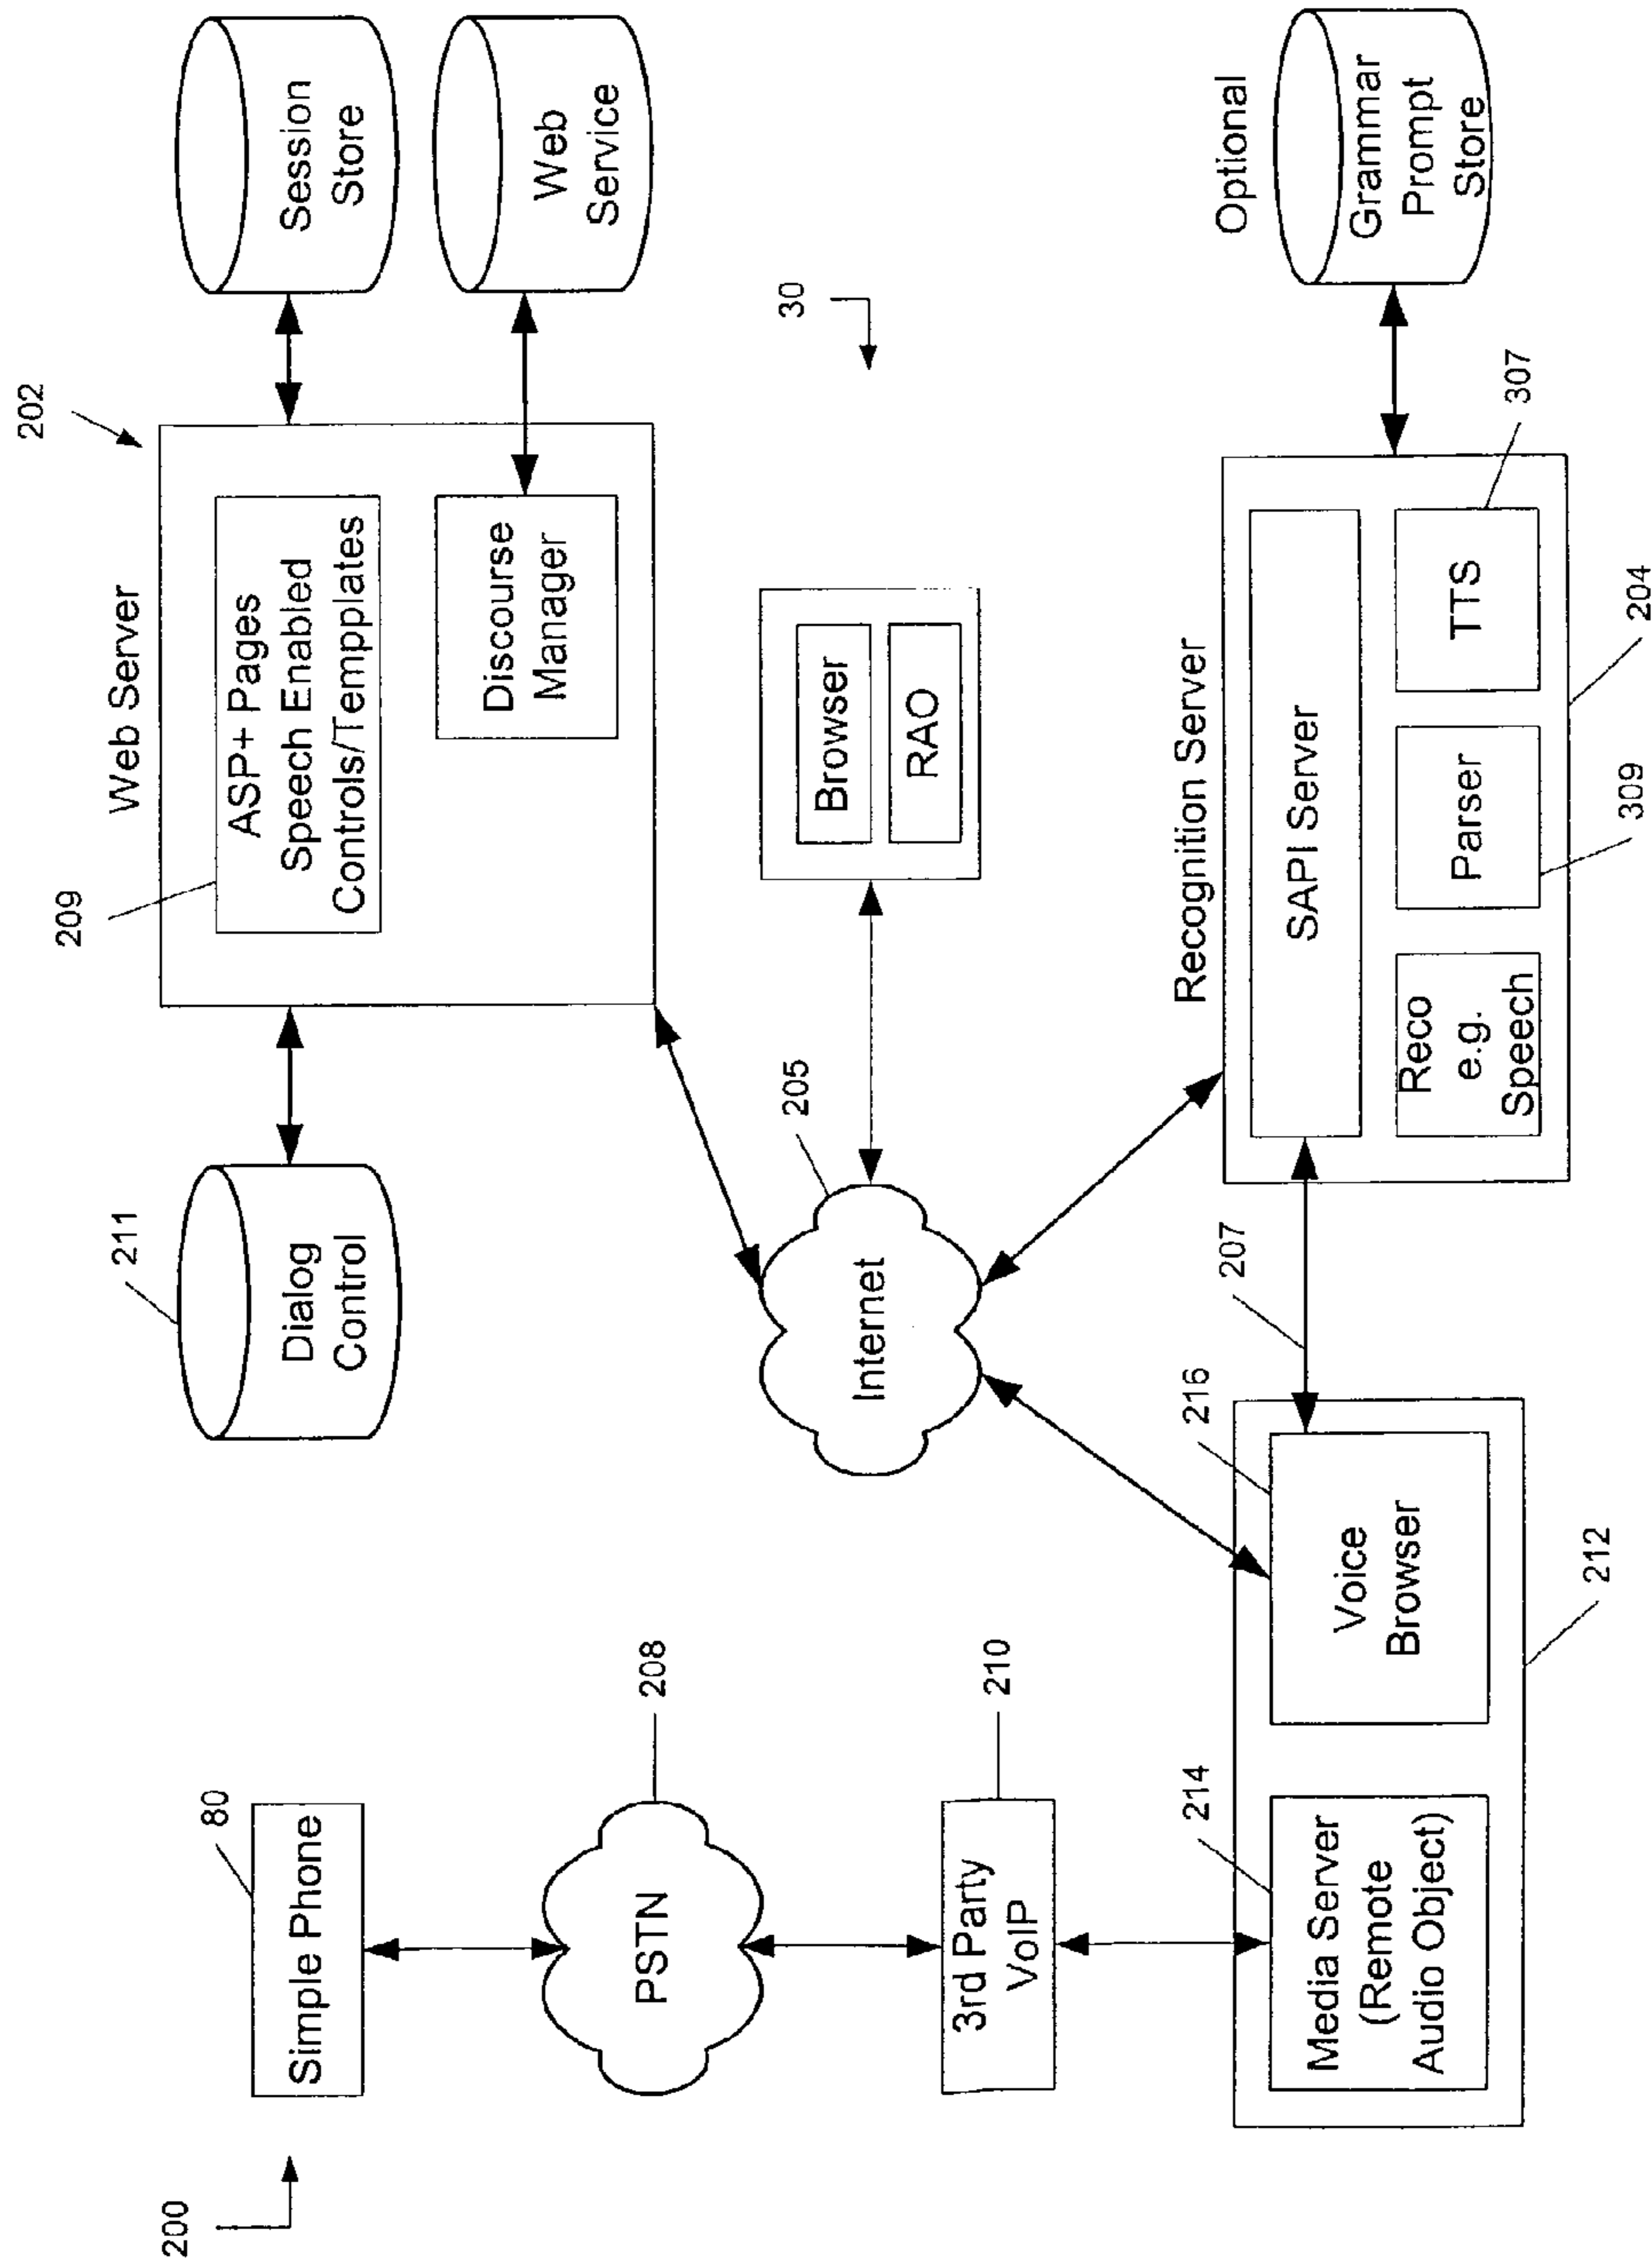 200
80
Simple Phone
208
PSTN
210
3rd Party
VoIP
214
Media Server
(Remote
Audio Object)
216
Voice
Browser
212
207
211
Dialog
Control
205
Internet
Web Server
202
209
ASP+ Pages
Speech Enabled
Controls/Tempplates
Discourse
Manager
Session
Store
Web
Service
30
Browser
RAO
Recognition Server
SAPI Server
Reco
e.g.
Speech
Parser
309
TTS
307
204
Optional
Grammar
Prompt
Store